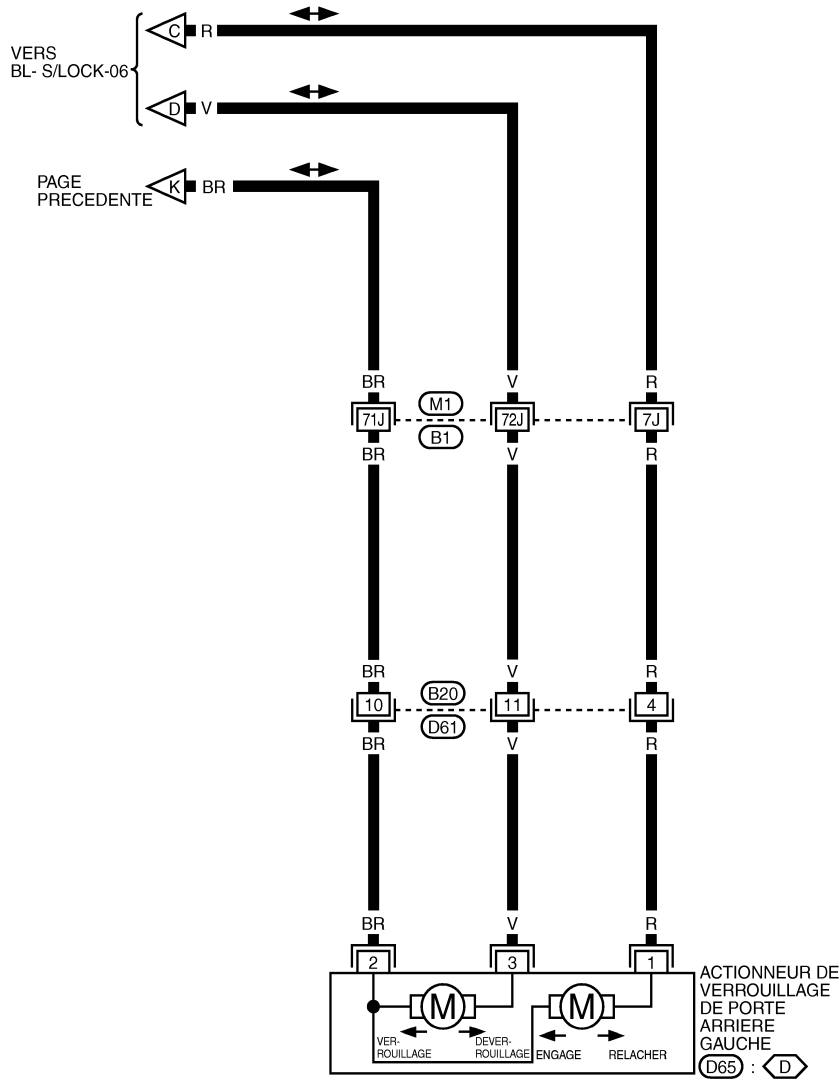 VERS
BL- S/LOCK-06
C R
D V
PAGE
PRECEDENTE
K BR
BR V R
M1
71J 72J 7J
B1
BR V R
BR V R
B20
10 11 4
D61
BR V R
BR V R
2 3 1
M M
VER-
ROUILLAGE
DEVER-
ROUILLAGE
ENGAGE
RELACHER
ACTIONNEUR DE
VERROUILLAGE
DE PORTE
ARRIERE
GAUCHE
D65 : D